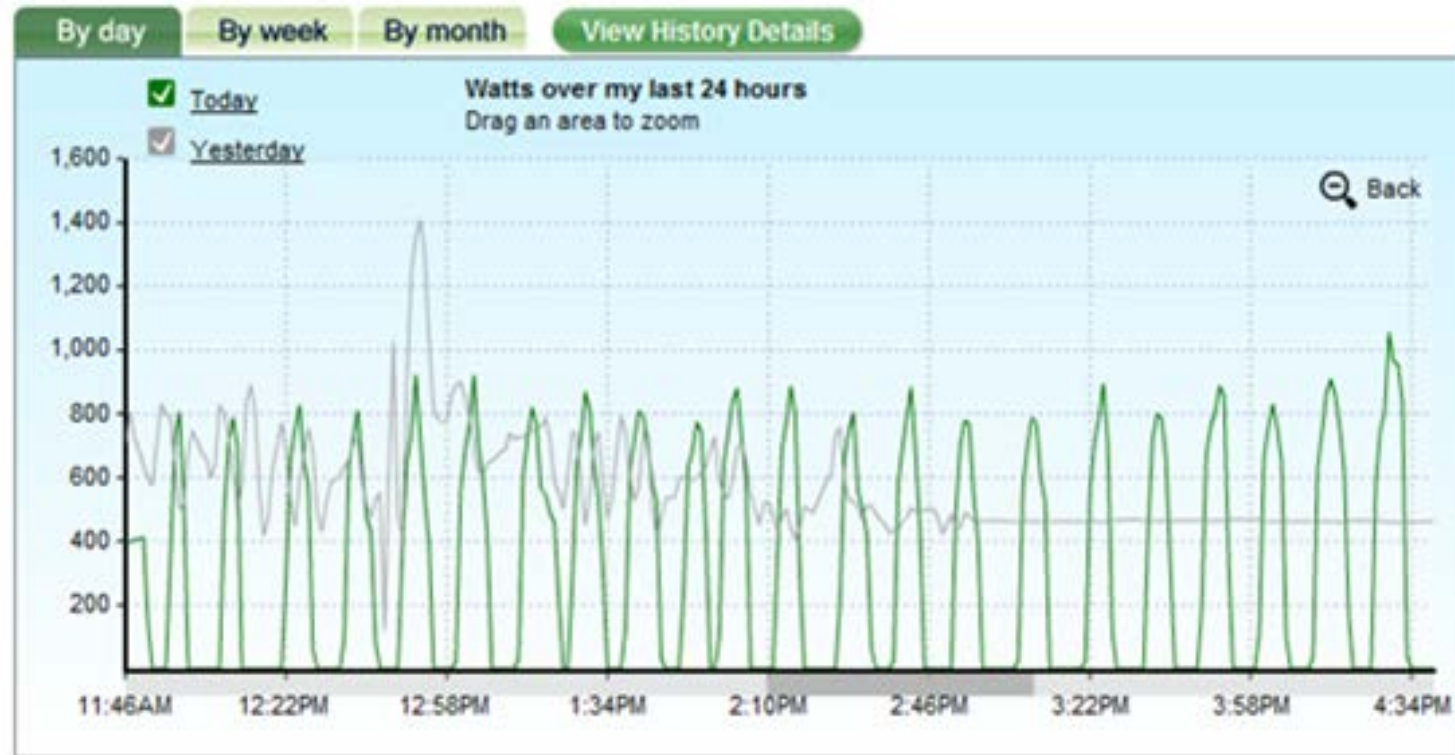 By day By week By month View History Details
Today
Watts over my last 24 hours
Drag an area to zoom
Yesterday
Back
1,600
1,400
1,200
1,000
800
600
400
200
11:46AM 12:22PM 12:58PM 1:34PM 2:10PM 2:46PM 3:22PM 3:58PM 4:34PM